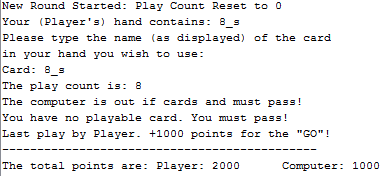 New Round Started: Play Count Reset to 0
Your (Player's) hand contains: 8_s
Please type the name (as displayed) of the card
in your hand you wish to use:
Card: 8_s
The play count is: 8
The computer is out if cards and must pass!
You have no playable card. You must pass!
Last play by Player. +1000 points for the "GO"!
---------------------------------------------
The total points are: Player: 2000 Computer: 1000